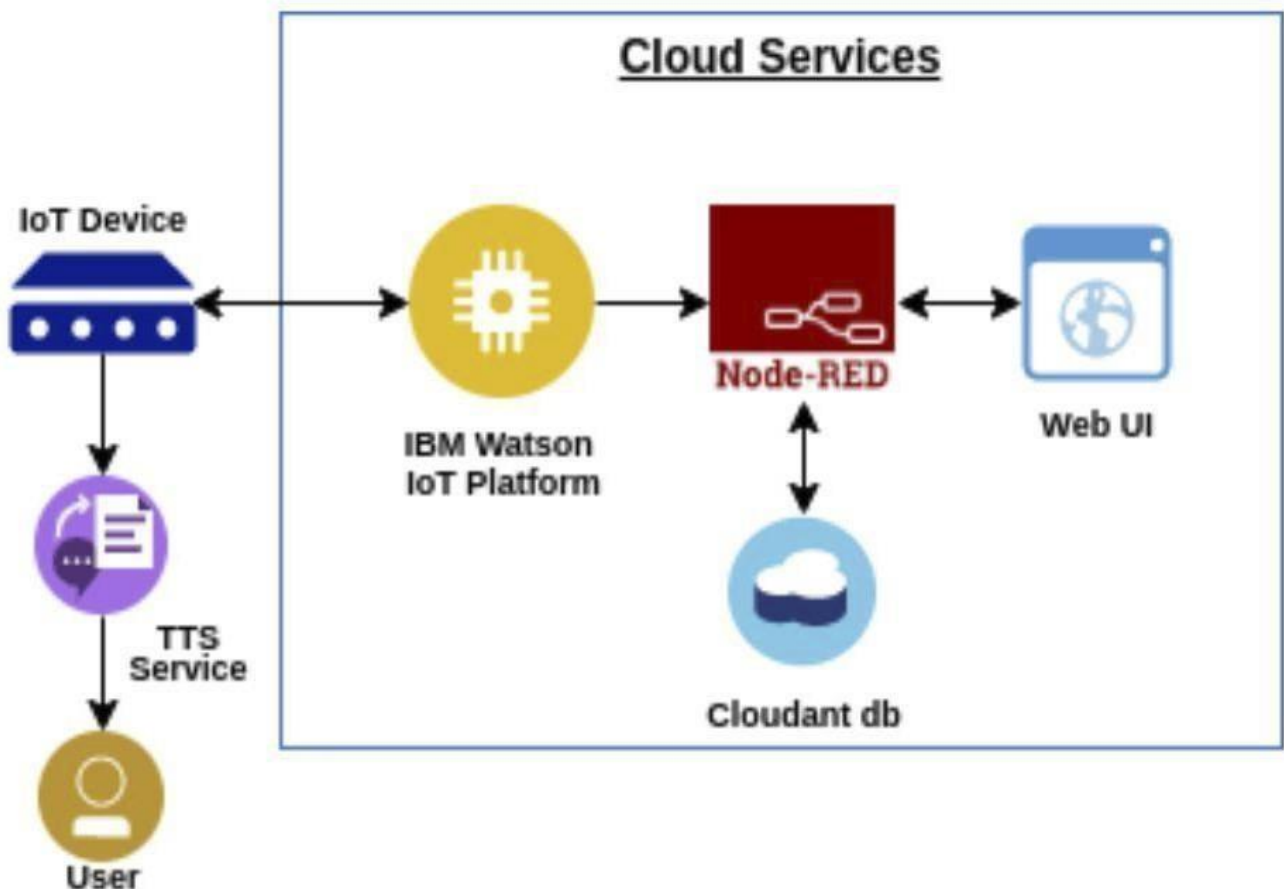 Cloud Services
IoT Device
Node-RED
Web UI
IBM Watson
IoT Platform
TTS
Service
Cloudant db
User